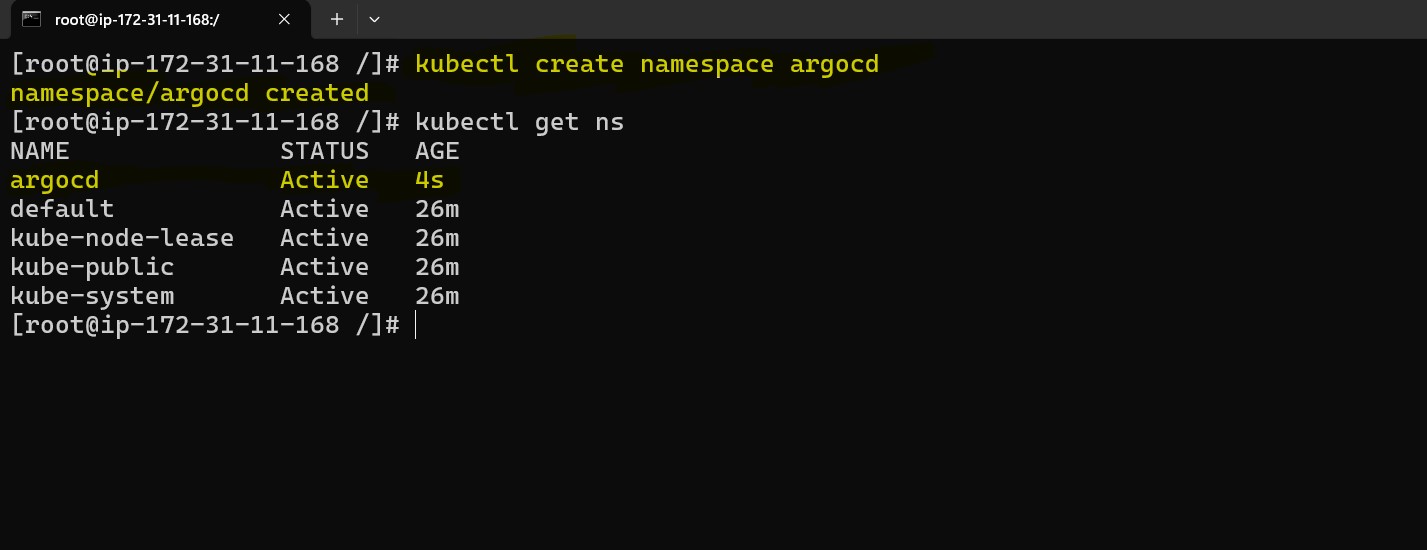 root@ip-172-31-11-168:/
[root@ip-172-31-11-168 /]# kubectl create namespace argocd
namespace/argocd created
[root@ip-172-31-11-168 /]# kubectl get ns
NAME              STATUS   AGE
argocd            Active   4s
default           Active   26m
kube-node-lease   Active   26m
kube-public       Active   26m
kube-system       Active   26m
[root@ip-172-31-11-168 /]#